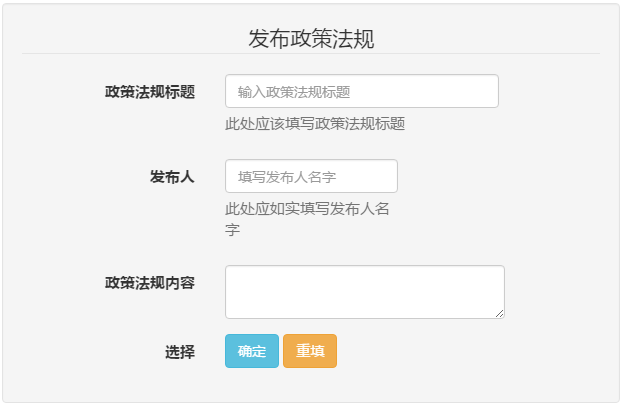 发布政策法规
政策法规标题
输入政策法规标题
此处应该填写政策法规标题
发布人
填写发布人名字
此处应如实填写发布人名
字
政策法规内容
选择
确定 重填